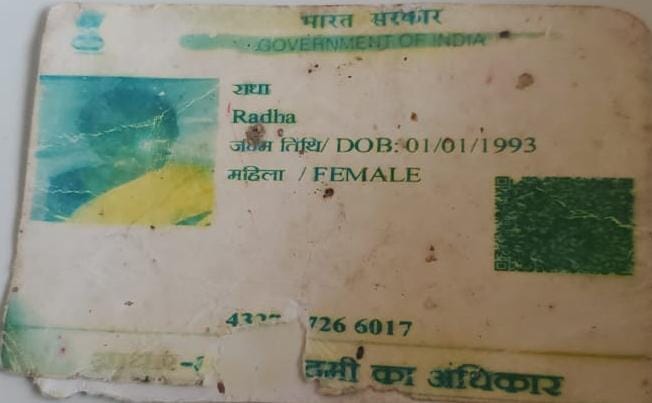 भारत सरकार
GOVERNMENT OF INDIA
राधा
Radha
जन्म तिथि/ DOB: 01/01/1993
महिला / FEMALE
726 6017
का अधिकार